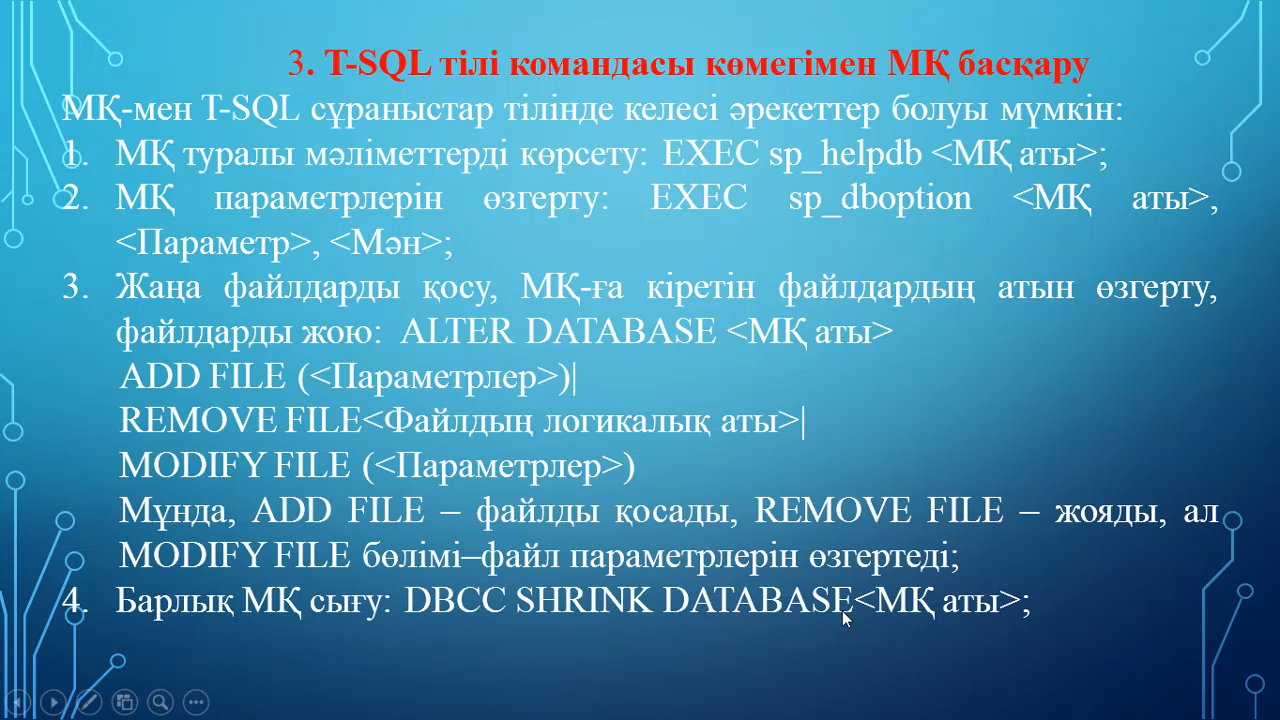 3. T-SQL тілі командасы көмегімен МҚ басқару
МҚ-мен T-SQL сұраныстар тілінде келесі әрекеттер болуы мүмкін:
1. МҚ туралы мәліметтерді көрсету: EXEC sp_helpdb <МҚ аты>;
2. МҚ параметрлерін өзгерту: EXEC sp_dboption <МҚ аты>,
<Параметр>, <Мән>;
3. Жаңа файлдарды қосу, МҚ-ға кіретін файлдардың атын өзгерту,
файлдарды жою: ALTER DATABASE <МҚ аты>
ADD FILE (<Параметрлер>)|
REMOVE FILE<Файлдың логикалық аты>|
MODIFY FILE (<Параметрлер>)
Мұнда, ADD FILE – файлды қосады, REMOVE FILE – жояды, ал
MODIFY FILE бөлімі–файл параметрлерін өзгертеді;
4. Барлық МҚ сығу: DBCC SHRINK DATABASE<МҚ аты>;